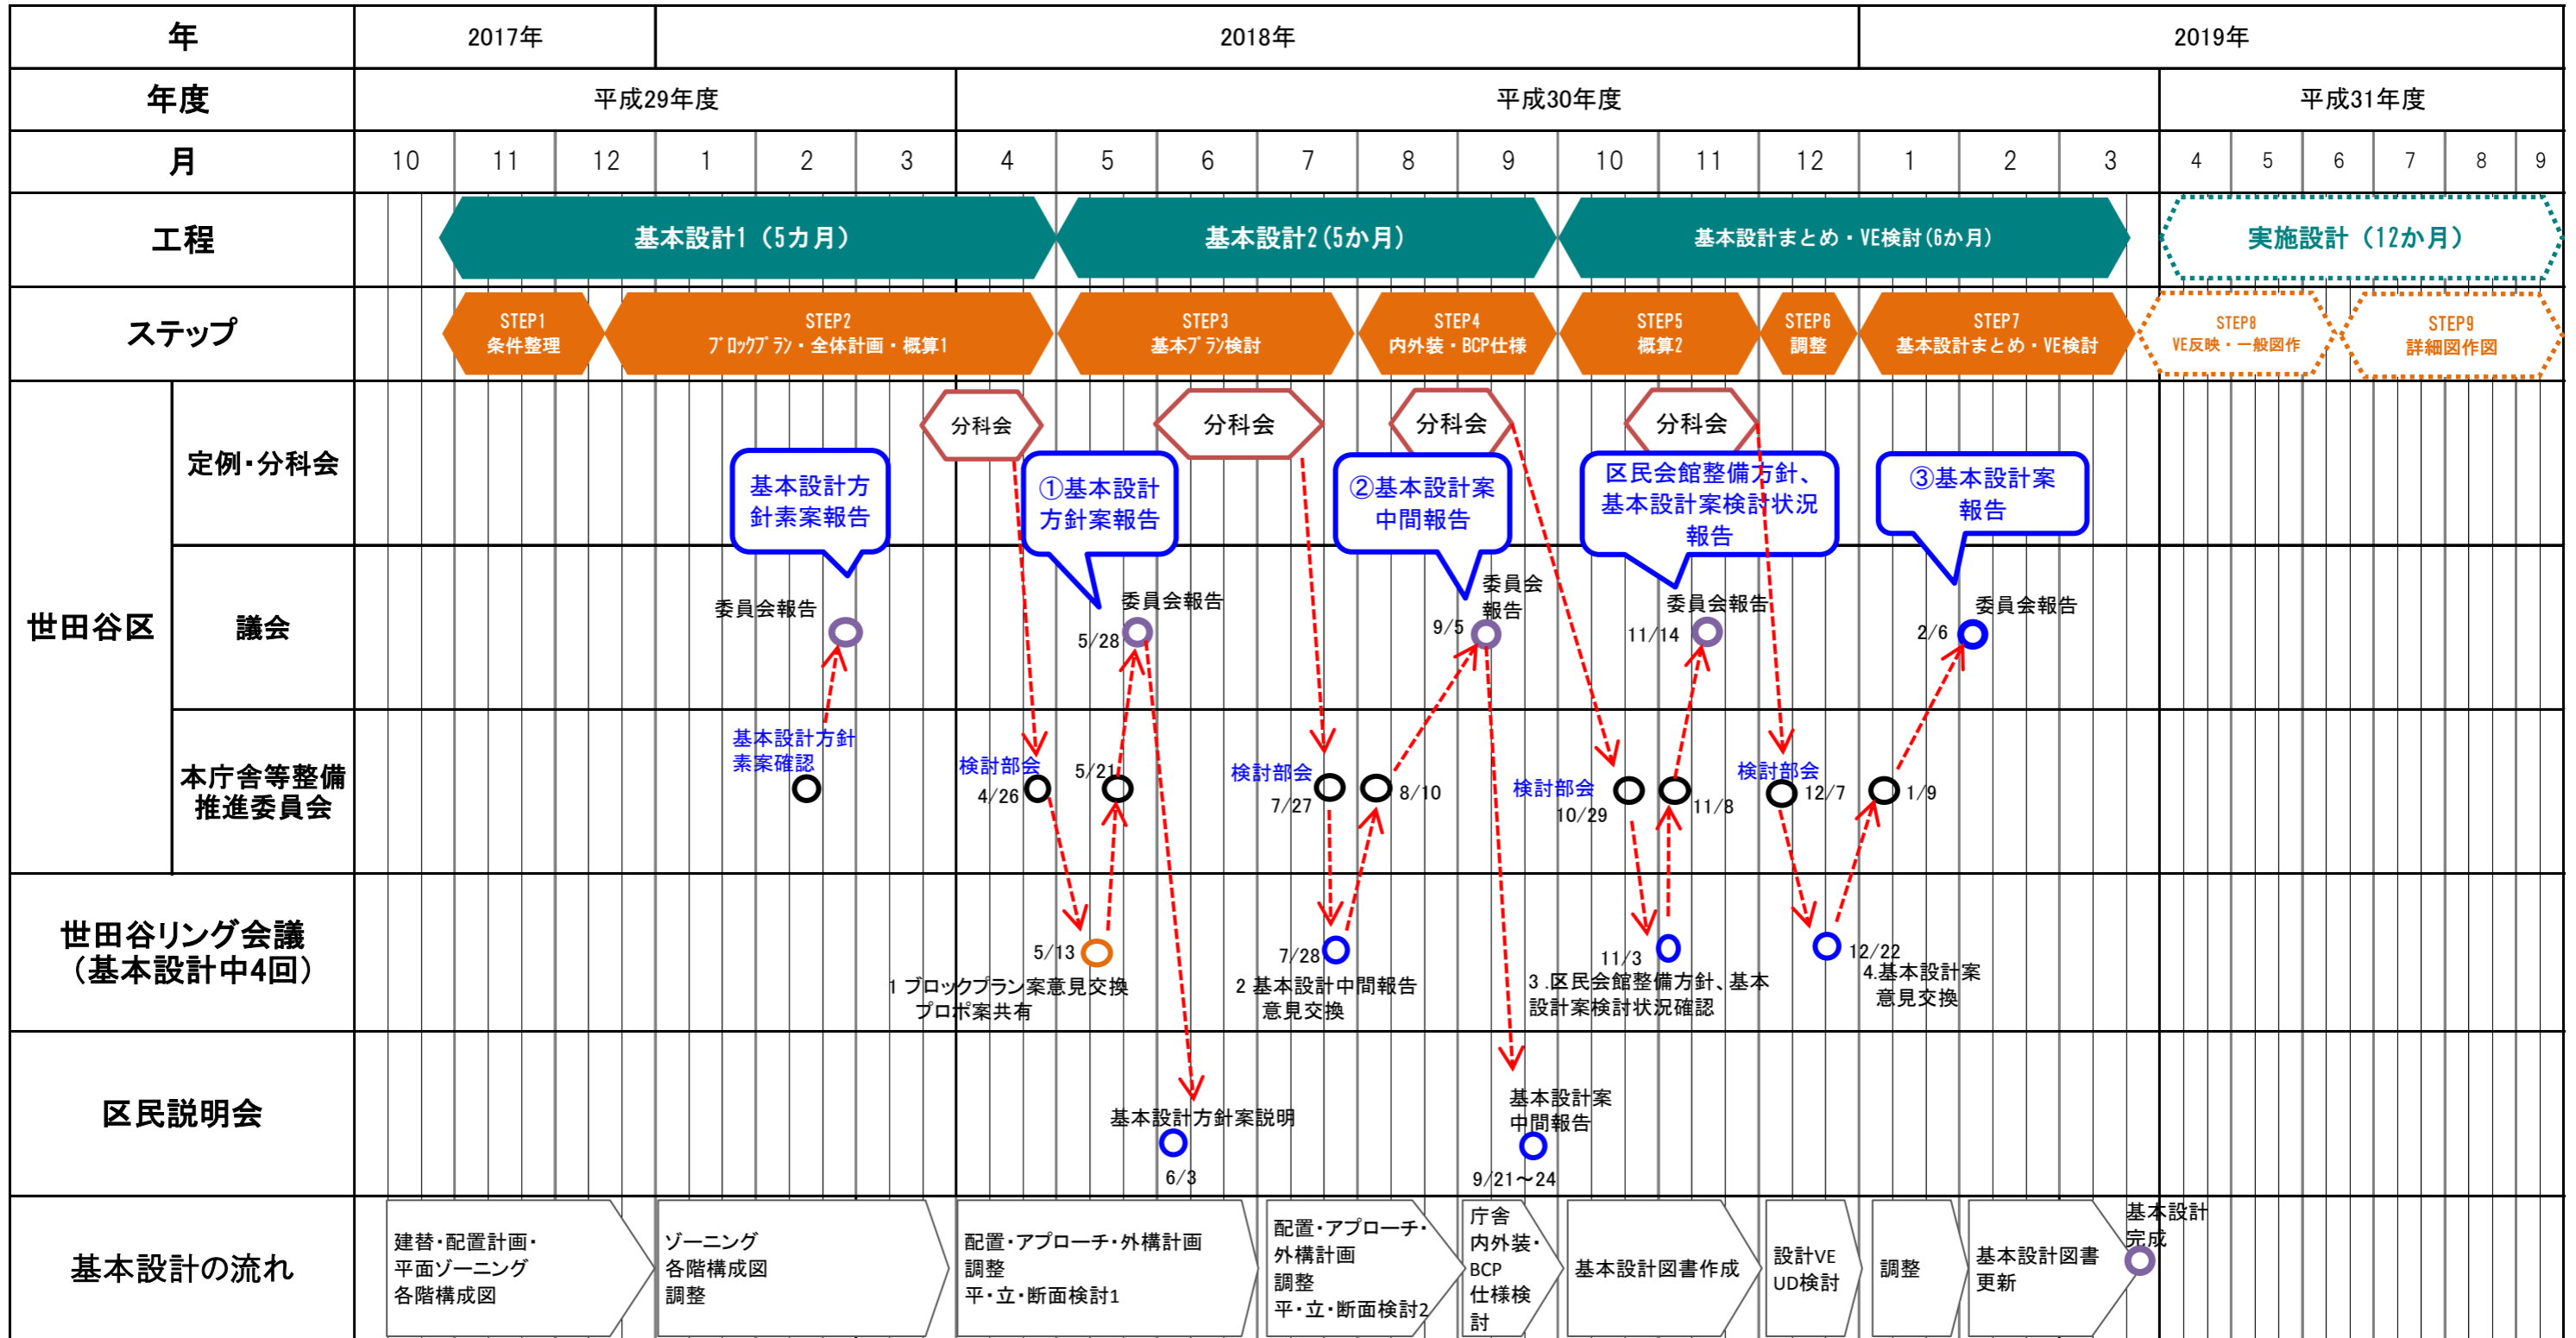 年
2017年
2018年
2019年
年度
平成29年度
平成30年度
平成31年度
月
10
11
12
1
2
3
4
5
6
7
8
9
10
11
12
1
2
3
4
5
6
7
8
9
工程
基本設計1（5カ月）
基本設計2(5か月)
基本設計まとめ・VE検討(6か月)
実施設計（12か月）
ステップ
STEP1
条件整理
STEP2
ブロックプラン・全体計画・概算1
STEP3
基本プラン検討
STEP4
内外装・BCP仕様
STEP5
概算2
STEP6
調整
STEP7
基本設計まとめ・VE検討
STEP8
VE反映・一般図作
STEP9
詳細図作図
世田谷区
定例・分科会
分科会
分科会
分科会
分科会
基本設計方
針素案報告
①基本設計
方針案報告
②基本設計案
中間報告
区民会館整備方針、
基本設計案検討状況
報告
③基本設計案
報告
議会
委員会報告
委員会報告
5/28
委員会
報告
9/5
委員会報告
11/14
委員会報告
2/6
本庁舎等整備
推進委員会
基本設計方針
素案確認
検討部会
4/26
5/21
検討部会
7/27
8/10
検討部会
10/29
11/8
検討部会
12/7
1/9
世田谷リング会議
（基本設計中4回）
5/13
1 ブロックプラン案意見交換
プロポ案共有
7/28
2 基本設計中間報告
意見交換
11/3
3 .区民会館整備方針、基本
設計案検討状況確認
12/22
4.基本設計案
意見交換
区民説明会
基本設計方針案説明
6/3
基本設計案
中間報告
9/21～24
基本設計の流れ
建替・配置計画・
平面ゾーニング
各階構成図
ゾーニング
各階構成図
調整
配置・アプローチ・外構計画
調整
平・立・断面検討1
配置・アプローチ・
外構計画
調整
平・立・断面検討2
庁舎
内外装・
BCP
仕様検
討
基本設計図書作成
設計VE
UD検討
調整
基本設計図書
更新
基本設計
完成